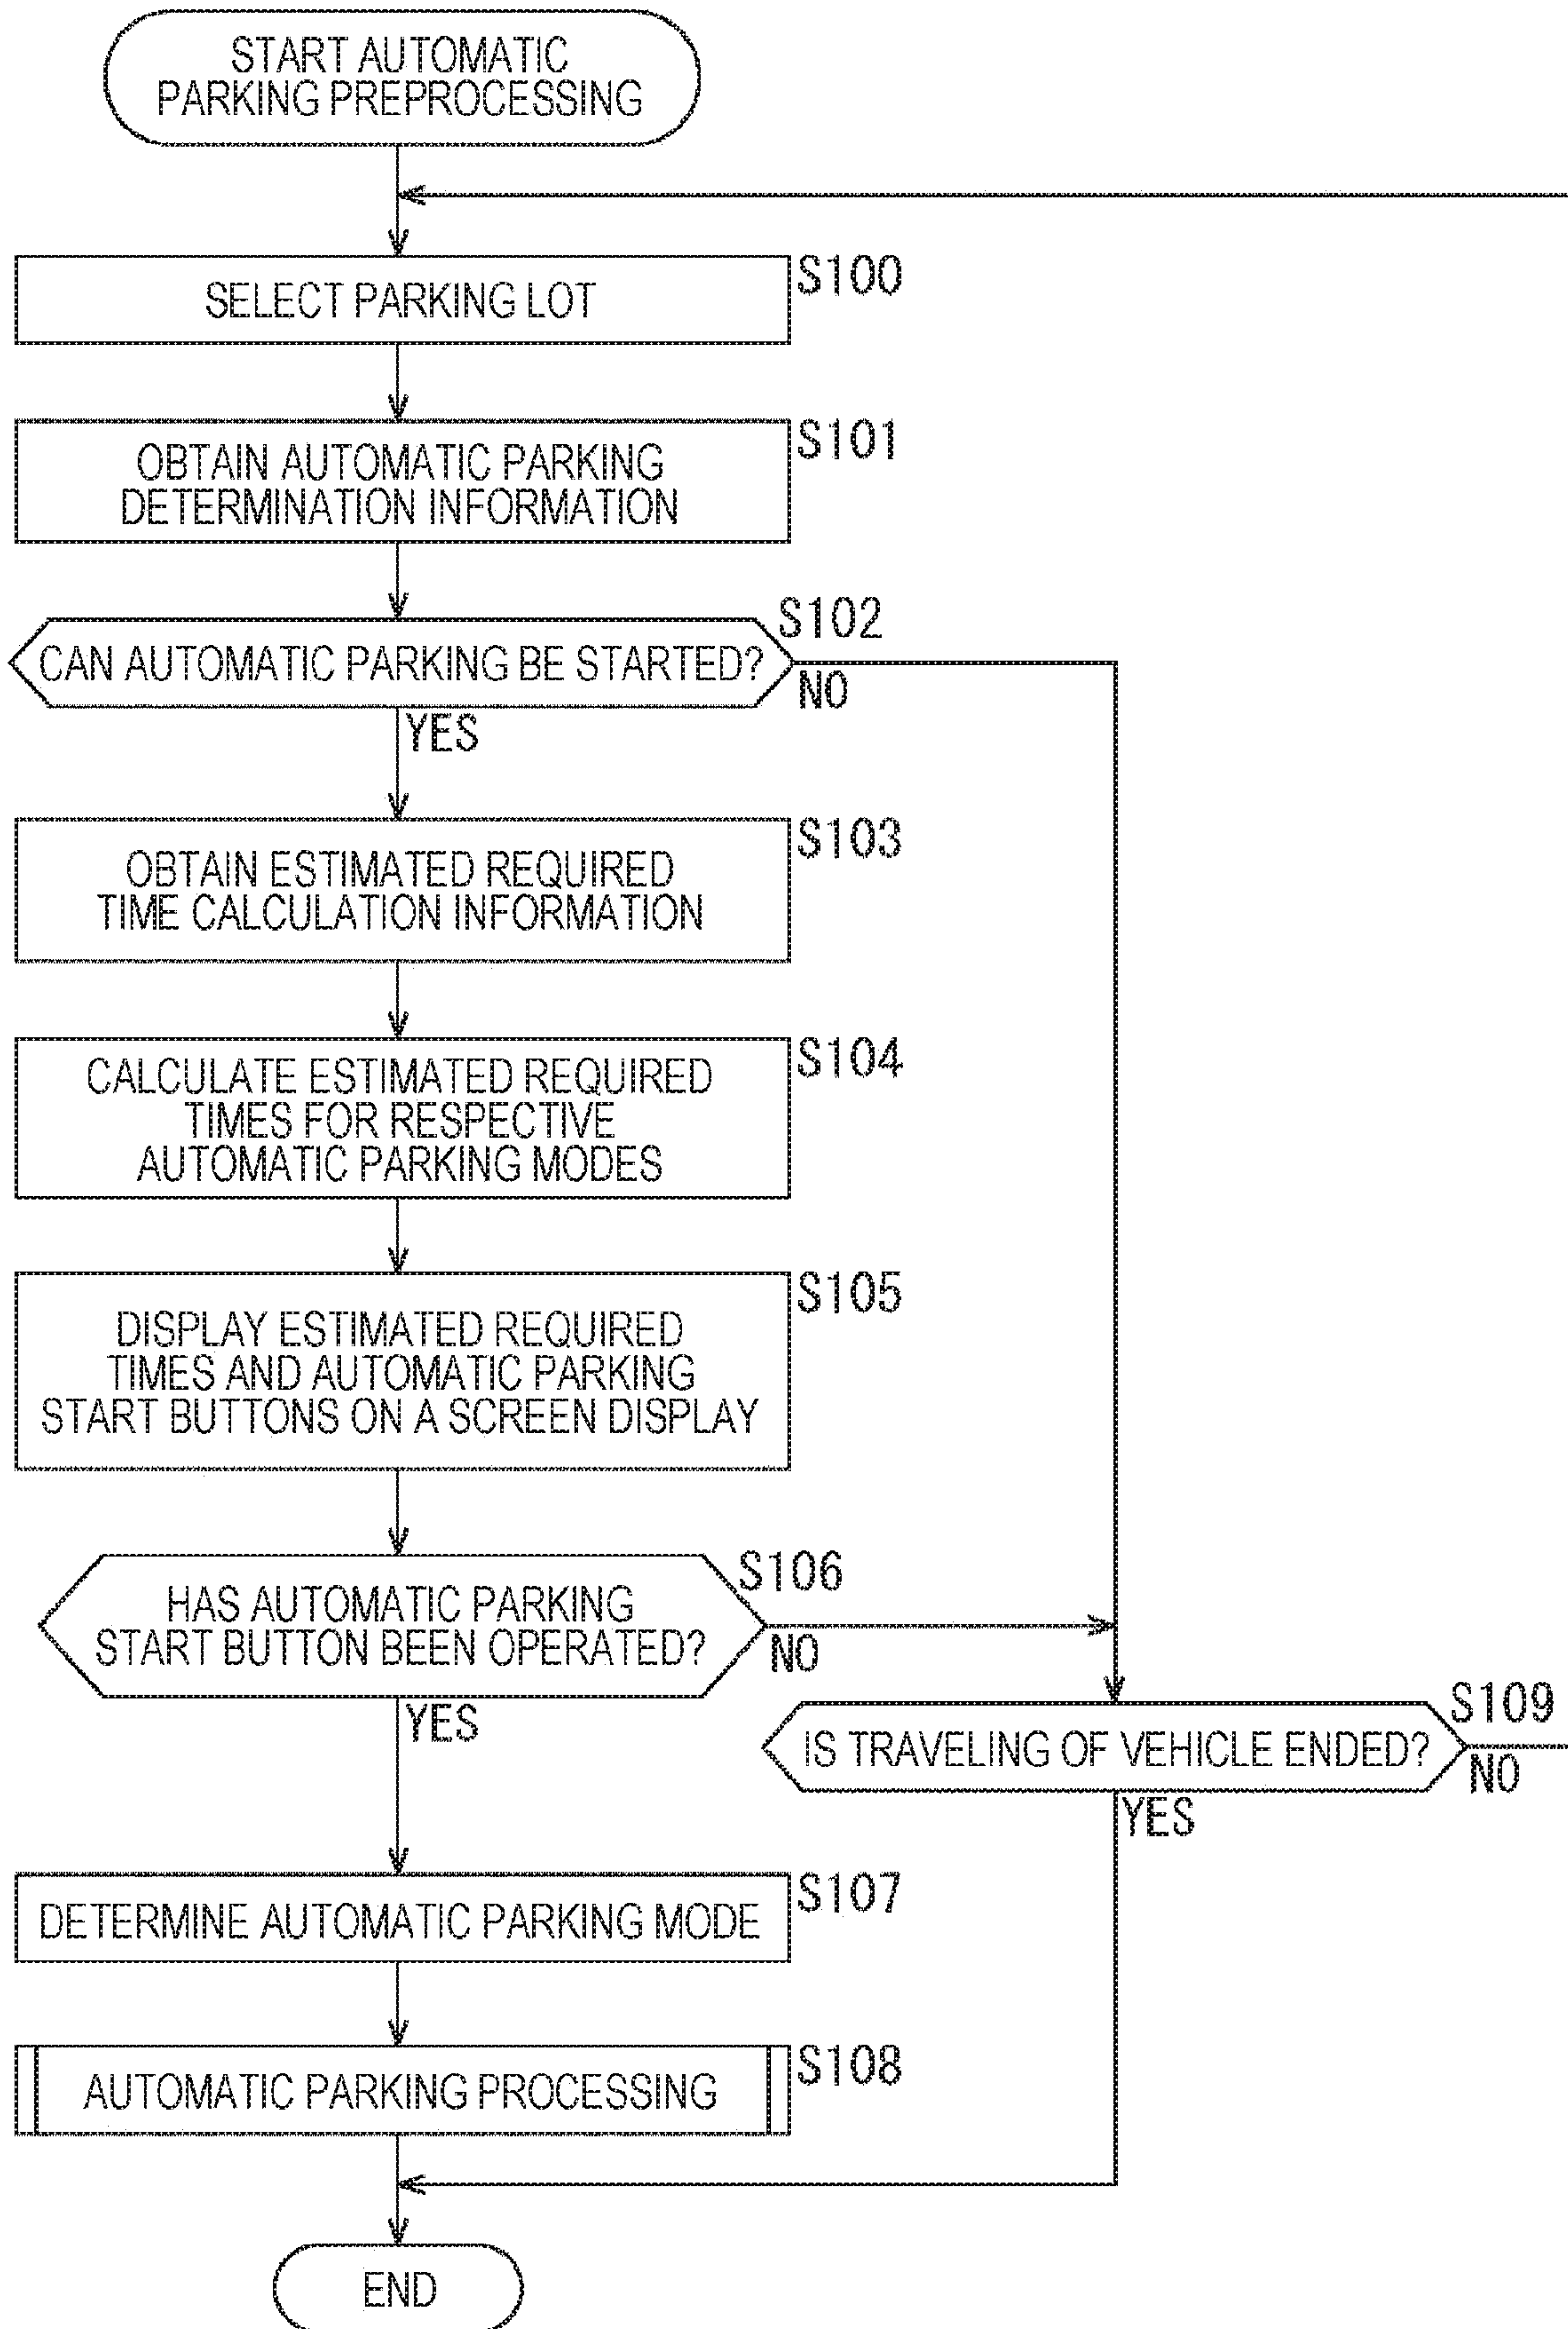 START AUTOMATIC
PARKING PREPROCESSING
S100
SELECT PARKING LOT
S101
OBTAIN AUTOMATIC PARKING
DETERMINATION INFORMATION
S102
CAN AUTOMATIC PARKING BE STARTED?
NO
YES
S103
OBTAIN ESTIMATED REQUIRED
TIME CALCULATION INFORMATION
S104
CALCULATE ESTIMATED REQUIRED
TIMES FOR RESPECTIVE
AUTOMATIC PARKING MODES
S105
DISPLAY ESTIMATED REQUIRED
TIMES AND AUTOMATIC PARKING
START BUTTONS ON A SCREEN DISPLAY
S106
HAS AUTOMATIC PARKING
START BUTTON BEEN OPERATED?
NO
YES
S109
IS TRAVELING OF VEHICLE ENDED?
NO
YES
S107
DETERMINE AUTOMATIC PARKING MODE
S108
AUTOMATIC PARKING PROCESSING
END